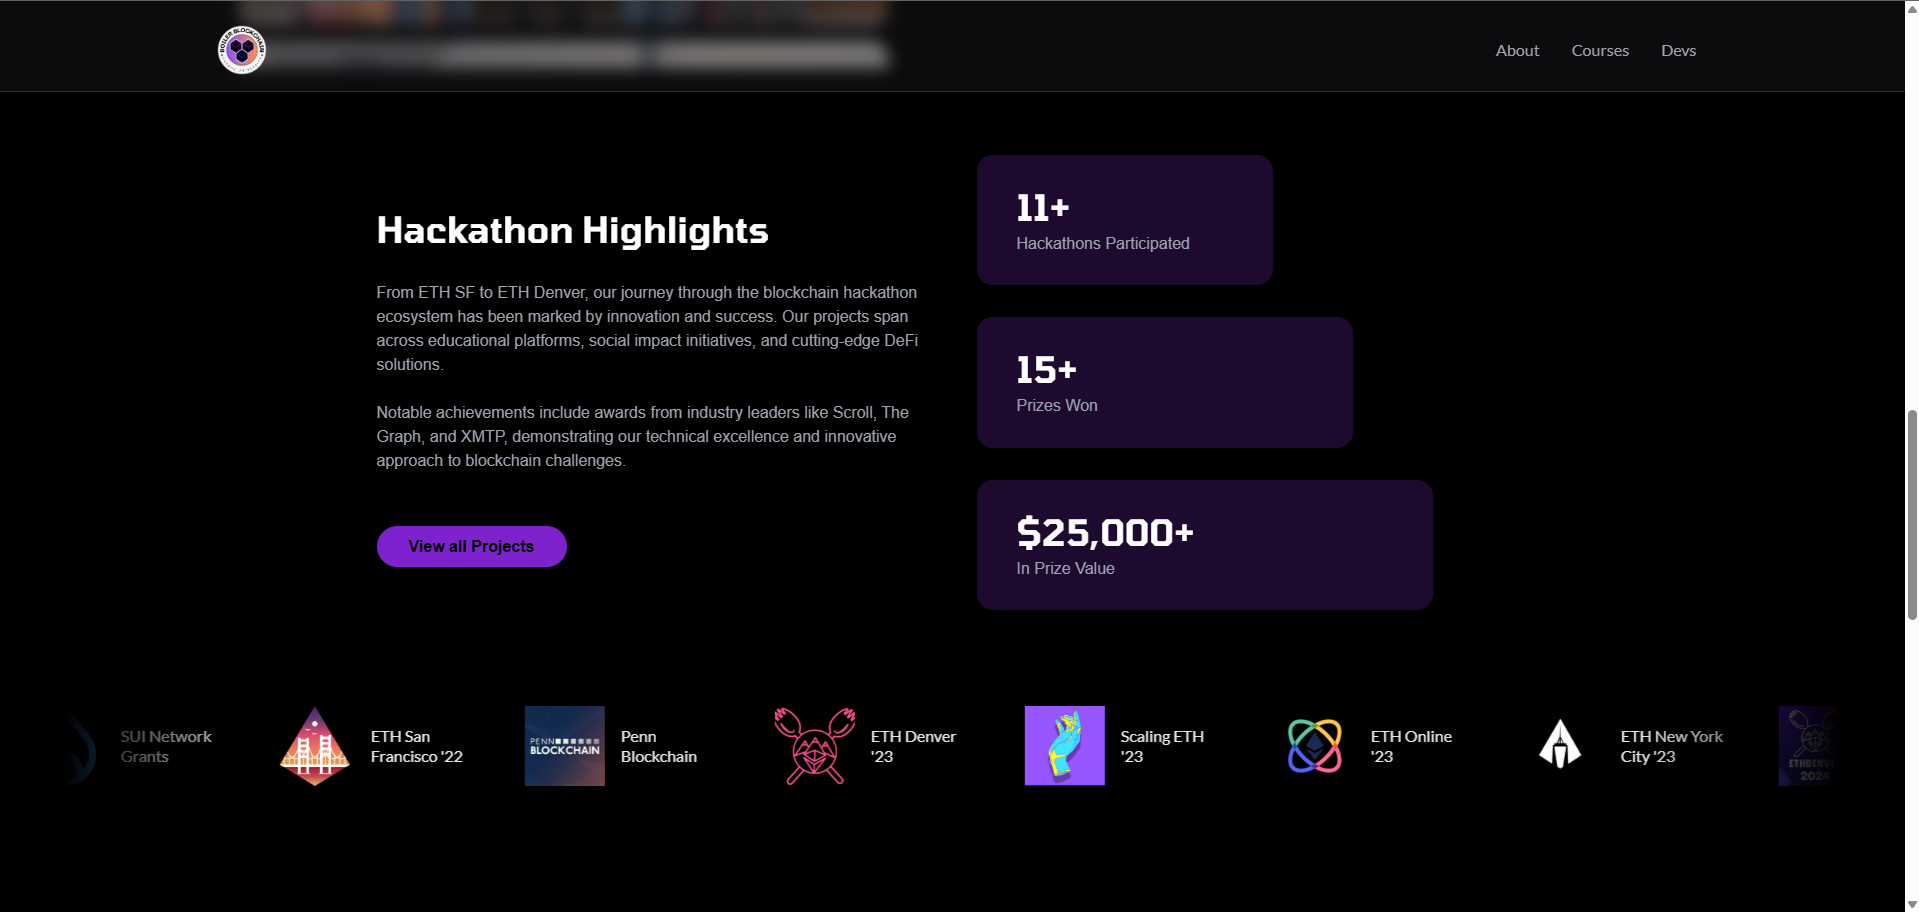 BOILER BLOCKCHAIN
About
Courses
Devs
Hackathon Highlights
From ETH SF to ETH Denver, our journey through the blockchain hackathon
ecosystem has been marked by innovation and success. Our projects span
across educational platforms, social impact initiatives, and cutting-edge DeFi
solutions.
Notable achievements include awards from industry leaders like Scroll, The
Graph, and XMTP, demonstrating our technical excellence and innovative
approach to blockchain challenges.
View all Projects
11+
Hackathons Participated
15+
Prizes Won
$25,000+
In Prize Value
SUI Network
Grants
ETH San
Francisco '22
PENN
BLOCKCHAIN
Penn
Blockchain
ETH Denver
'23
Scaling ETH
'23
ETH Online
'23
ETH New York
City '23
2024